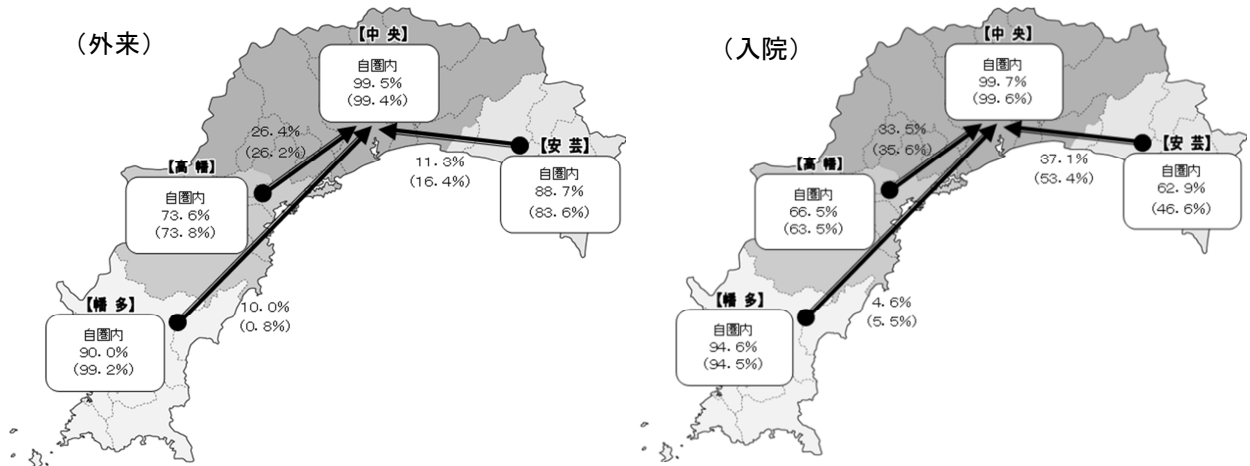 （外来）
【中 央】
自圏内
99.5%
(99.4%)
26.4%
(26.2%)
11.3%
(16.4%)
【高 幡】
自圏内
73.6%
(73.8%)
【安 芸】
自圏内
88.7%
(83.6%)
10.0%
(0.8%)
【幡 多】
自圏内
90.0%
(99.2%)
（入院）
【中 央】
自圏内
99.7%
(99.6%)
33.5%
(35.6%)
37.1%
(53.4%)
【高 幡】
自圏内
66.5%
(63.5%)
【安 芸】
自圏内
62.9%
(46.6%)
4.6%
(5.5%)
【幡 多】
自圏内
94.6%
(94.5%)